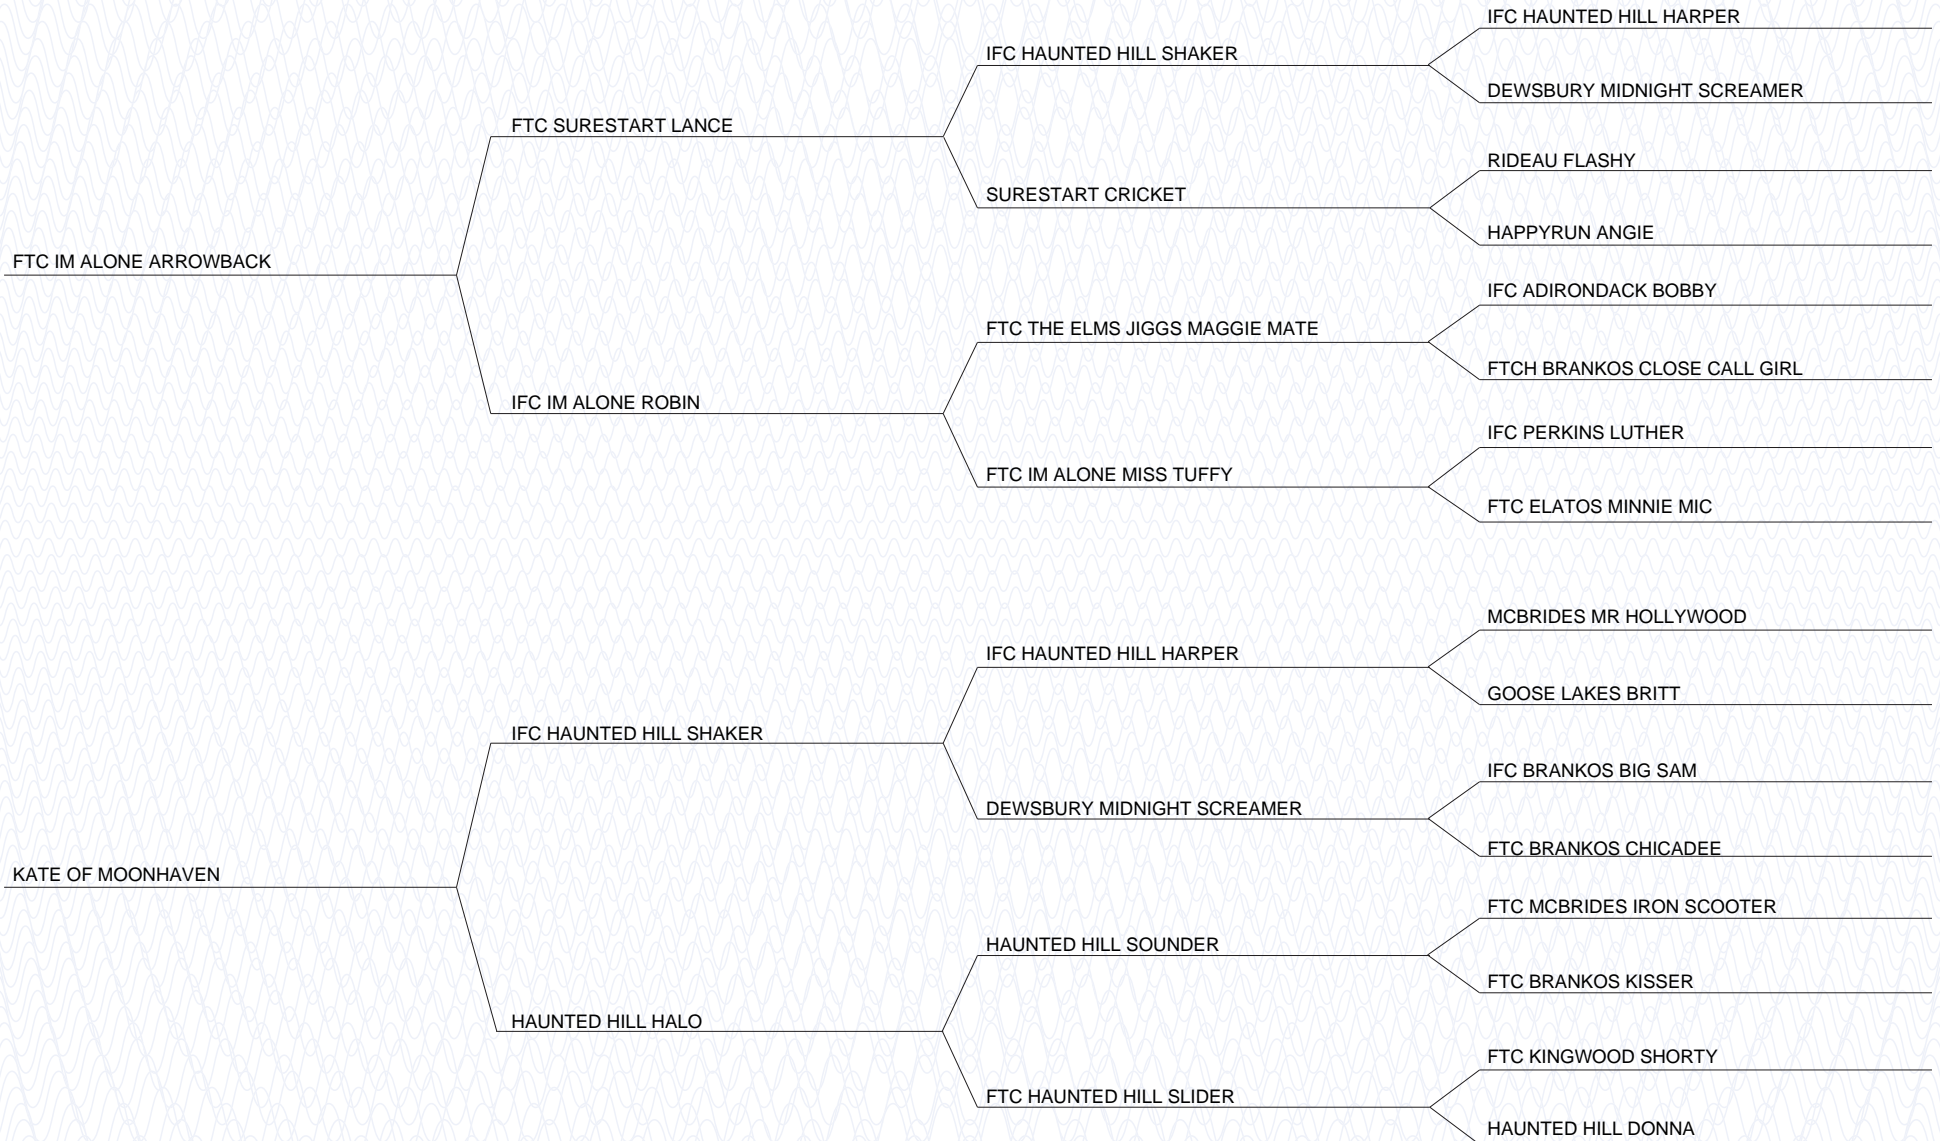 IFC HAUNTED HILL HARPER
IFC HAUNTED HILL SHAKER
DEWSBURY MIDNIGHT SCREAMER
FTC SURESTART LANCE
RIDEAU FLASHY
SURESTART CRICKET
HAPPYRUN ANGIE
FTC IM ALONE ARROWBACK
IFC ADIRONDACK BOBBY
FTC THE ELMS JIGGS MAGGIE MATE
FTCH BRANKOS CLOSE CALL GIRL
IFC IM ALONE ROBIN
IFC PERKINS LUTHER
FTC IM ALONE MISS TUFFY
FTC ELATOS MINNIE MIC
MCBRIDES MR HOLLYWOOD
IFC HAUNTED HILL HARPER
GOOSE LAKES BRITT
IFC HAUNTED HILL SHAKER
IFC BRANKOS BIG SAM
DEWSBURY MIDNIGHT SCREAMER
FTC BRANKOS CHICADEE
KATE OF MOONHAVEN
FTC MCBRIDES IRON SCOOTER
HAUNTED HILL SOUNDER
FTC BRANKOS KISSER
HAUNTED HILL HALO
FTC KINGWOOD SHORTY
FTC HAUNTED HILL SLIDER
HAUNTED HILL DONNA